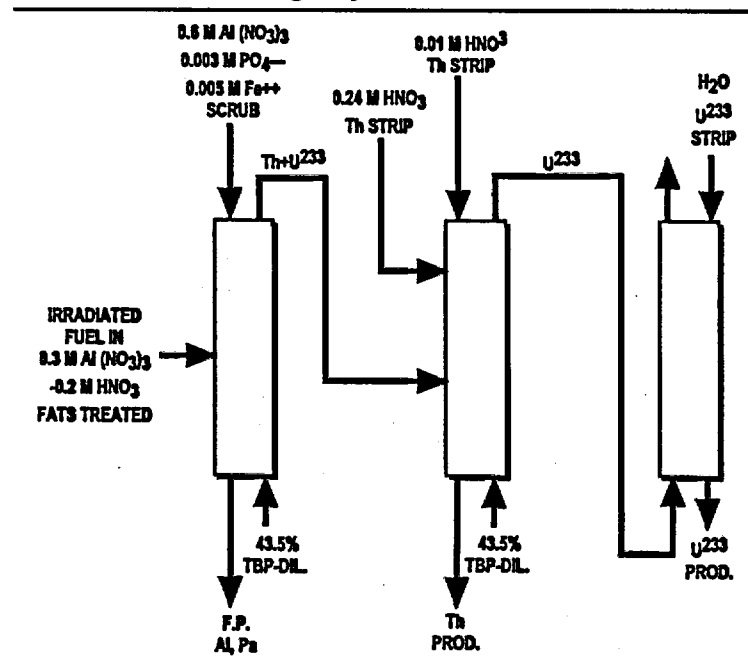 0.6 M Al (NO3)3
0.003 M PO4—
0.005 M Fe++
SCRUB
0.01 M HNO3
Th STRIP
0.24 M HNO3
Th STRIP
H2O
U233
STRIP
Th+U233
U233
IRRADIATED
FUEL IN
0.3 M Al (NO3)3
-0.2 M HNO3
FATS TREATED
43.5%
TBP-DIL.
43.5%
TBP-DIL.
U233
PROD.
F.P.
Al, Pa
Th
PROD.